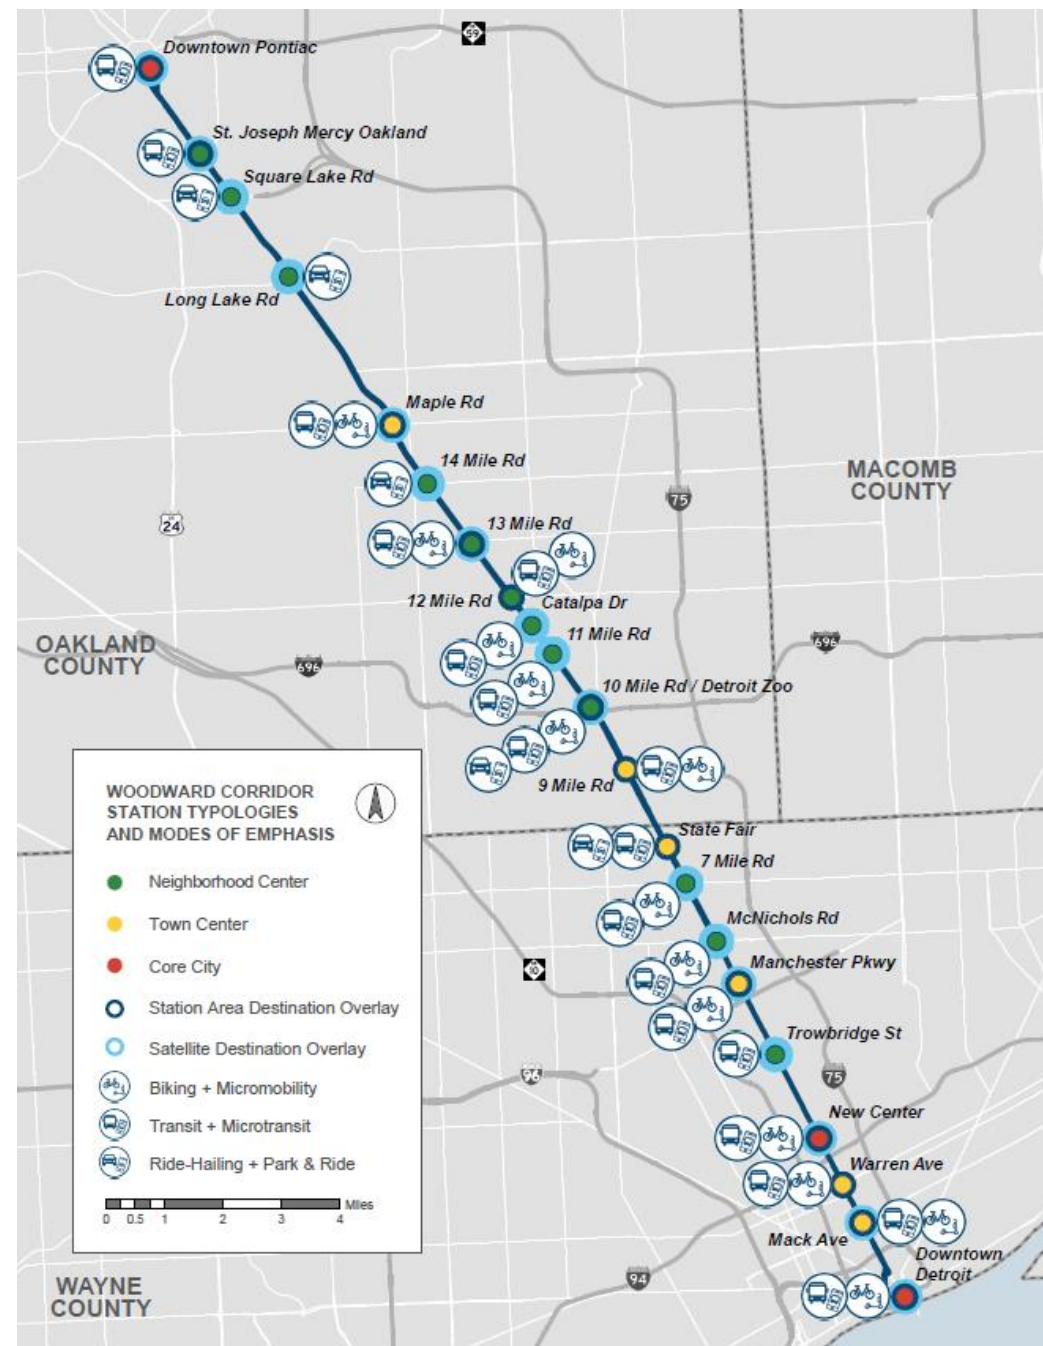 59
Downtown Pontiac
St. Joseph Mercy Oakland
Square Lake Rd
Long Lake Rd
Maple Rd
14 Mile Rd
MACOMB
COUNTY
75
24
13 Mile Rd
12 Mile Rd
Catalpa Dr
11 Mile Rd
OAKLAND
COUNTY
696
696
10 Mile Rd / Detroit Zoo
9 Mile Rd
State Fair
7 Mile Rd
McNichols Rd
Manchester Pkwy
10
Trowbridge St
96
75
New Center
Warren Ave
Mack Ave
Downtown
Detroit
94
WAYNE
COUNTY
WOODWARD CORRIDOR
STATION TYPOLOGIES
AND MODES OF EMPHASIS
Neighborhood Center
Town Center
Core City
Station Area Destination Overlay
Satellite Destination Overlay
Biking + Micromobility
Transit + Microtransit
Ride-Hailing + Park & Ride
Miles
0 0.5 1 2 3 4